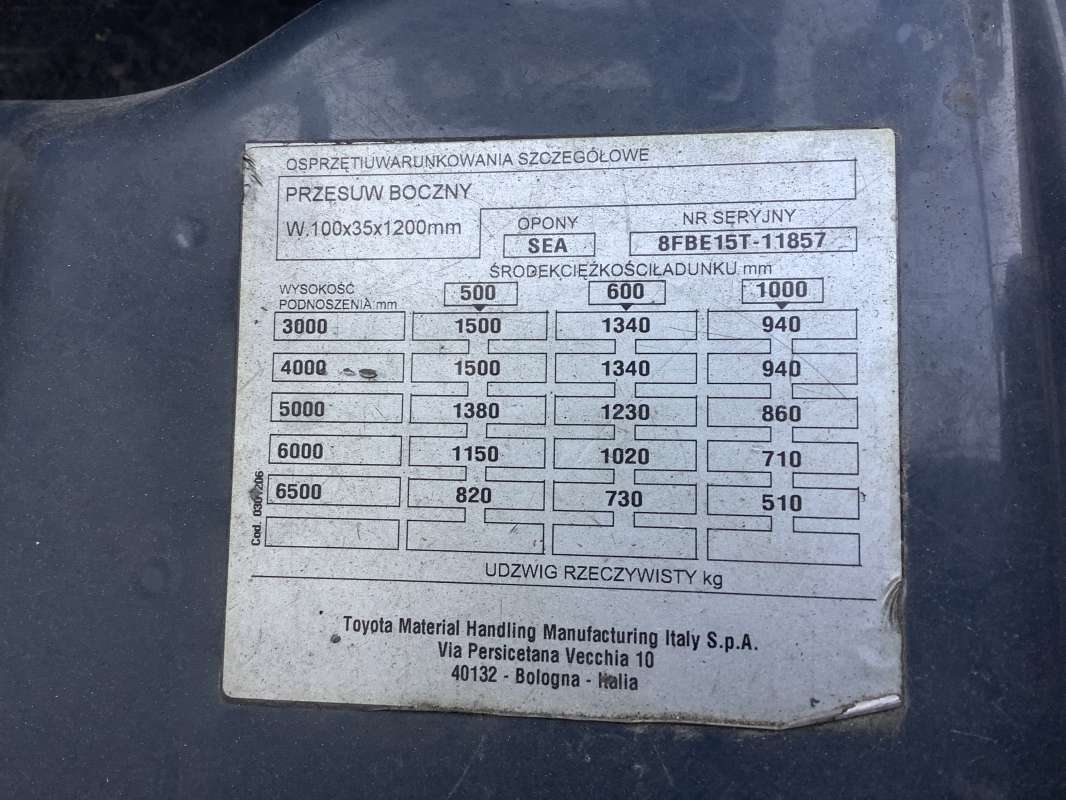 OSPRZĘTIUWARUNKOWANIA SZCZEGÓŁOWE
PRZESUW BOCZNY
W.100x35x1200mm
OPONY
SEA
NR SERYJNY
8FBE15T-11857
ŚRODEKCIĘŻKOŚCIŁADUNKU mm
WYSOKOŚĆ
PODNOSZENIA mm
500 600 1000
3000 1500 1340 940
4000 1500 1340 940
5000 1380 1230 860
6000 1150 1020 710
6500 820 730 510
UDZWIG RZECZYWISTY kg
Cod.
Toyota Material Handling Manufacturing Italy S.p.A.
Via Persicetana Vecchia 10
40132 - Bologna - Italia